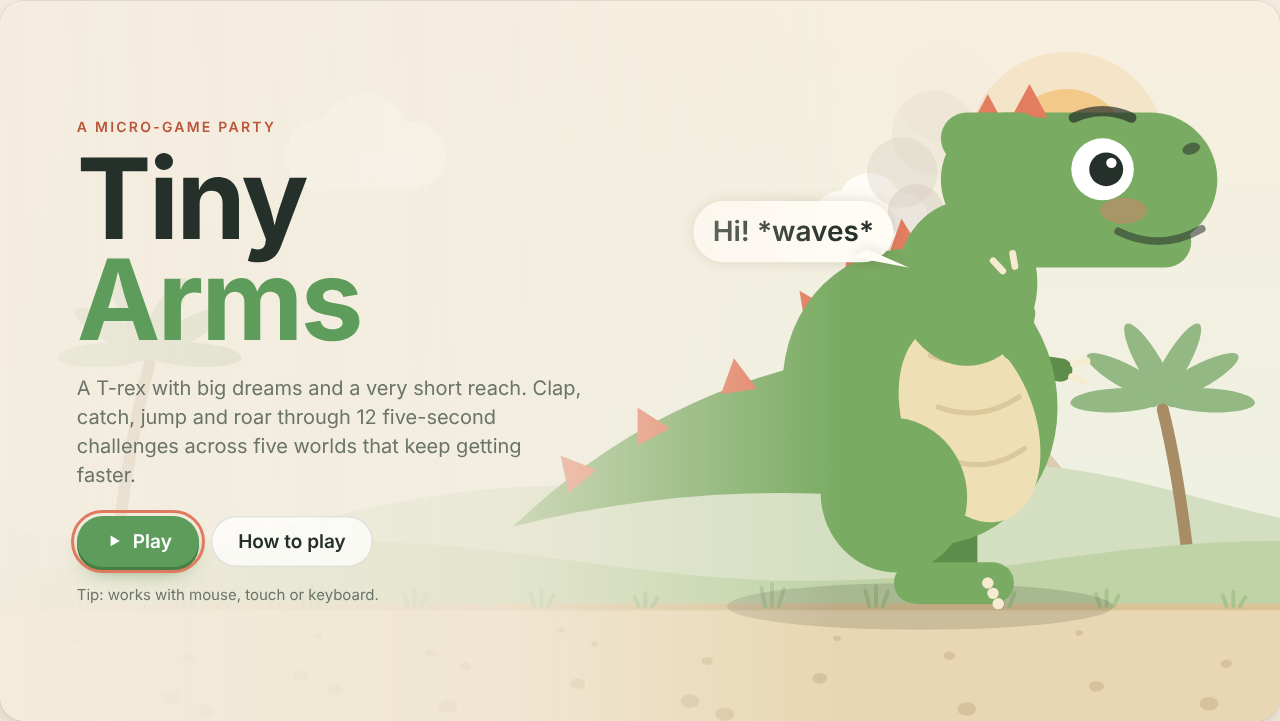 A MICRO-GAME PARTY
Tiny
Arms
Hi! *waves*
A T-rex with big dreams and a very short reach. Clap,
catch, jump and roar through 12 five-second
challenges across five worlds that keep getting
faster.
Play
How to play
Tip: works with mouse, touch or keyboard.